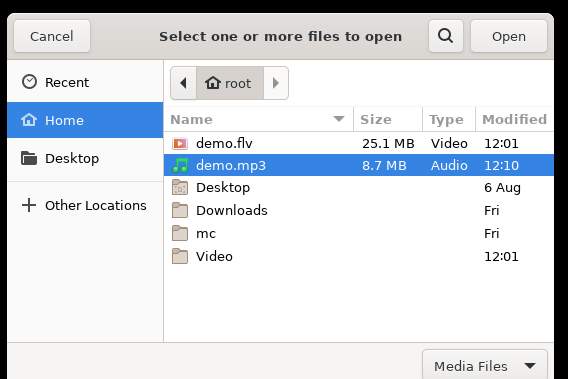 Cancel Select one or more files to open Open
Recent
Home
Desktop
Other Locations
root
Name Size Type Modified
demo.flv 25.1 MB Video 12:01
demo.mp3 8.7 MB Audio 12:10
Desktop 6 Aug
Downloads Fri
mc Fri
Video 12:01
Media Files